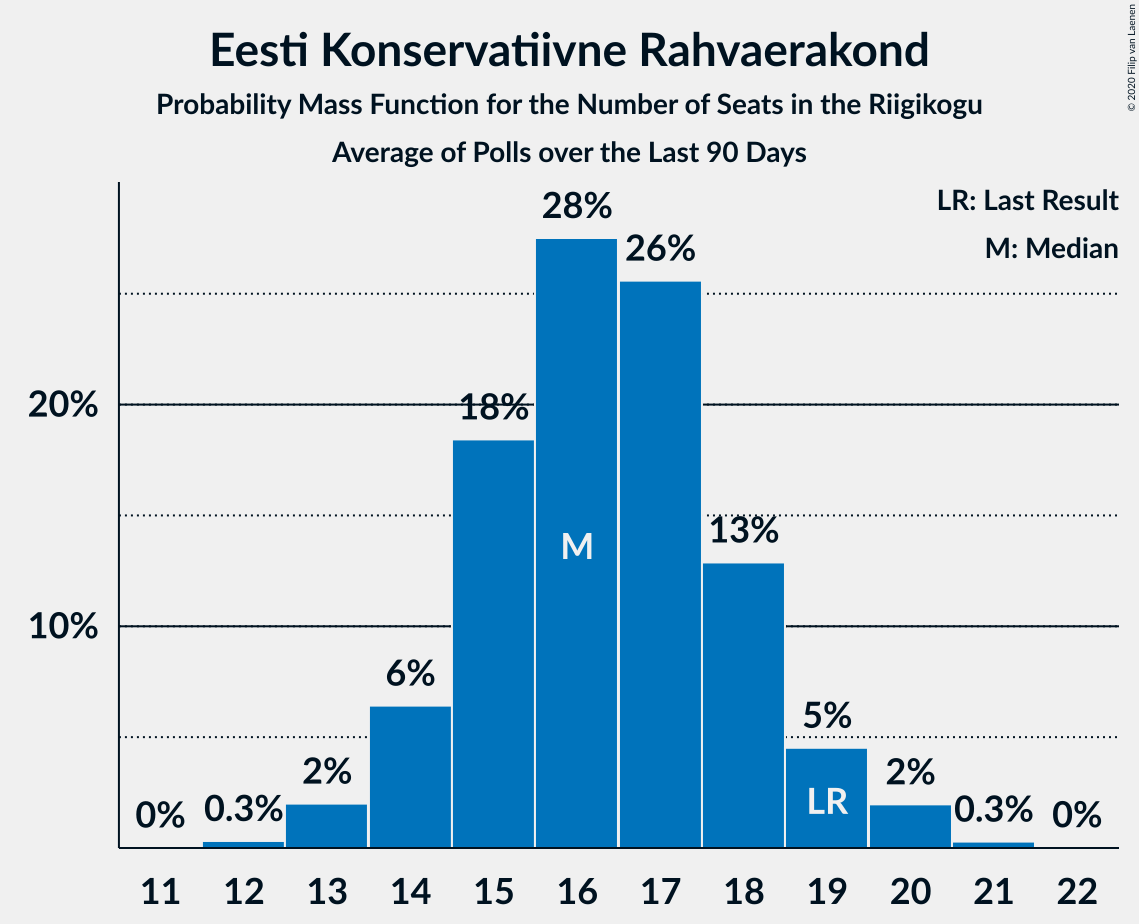 Eesti Konservatiivne Rahvaerakond
Probability Mass Function for the Number of Seats in the Riigikogu
Average of Polls over the Last 90 Days
© 2020 Filip van Laenen
LR: Last Result
M: Median
28%
26%
20%
18%
13%
M
10%
6%
5%
2%
2%
LR
0%
0.3%
0.3%
0%
11 12 13 14 15 16 17 18 19 20 21 22